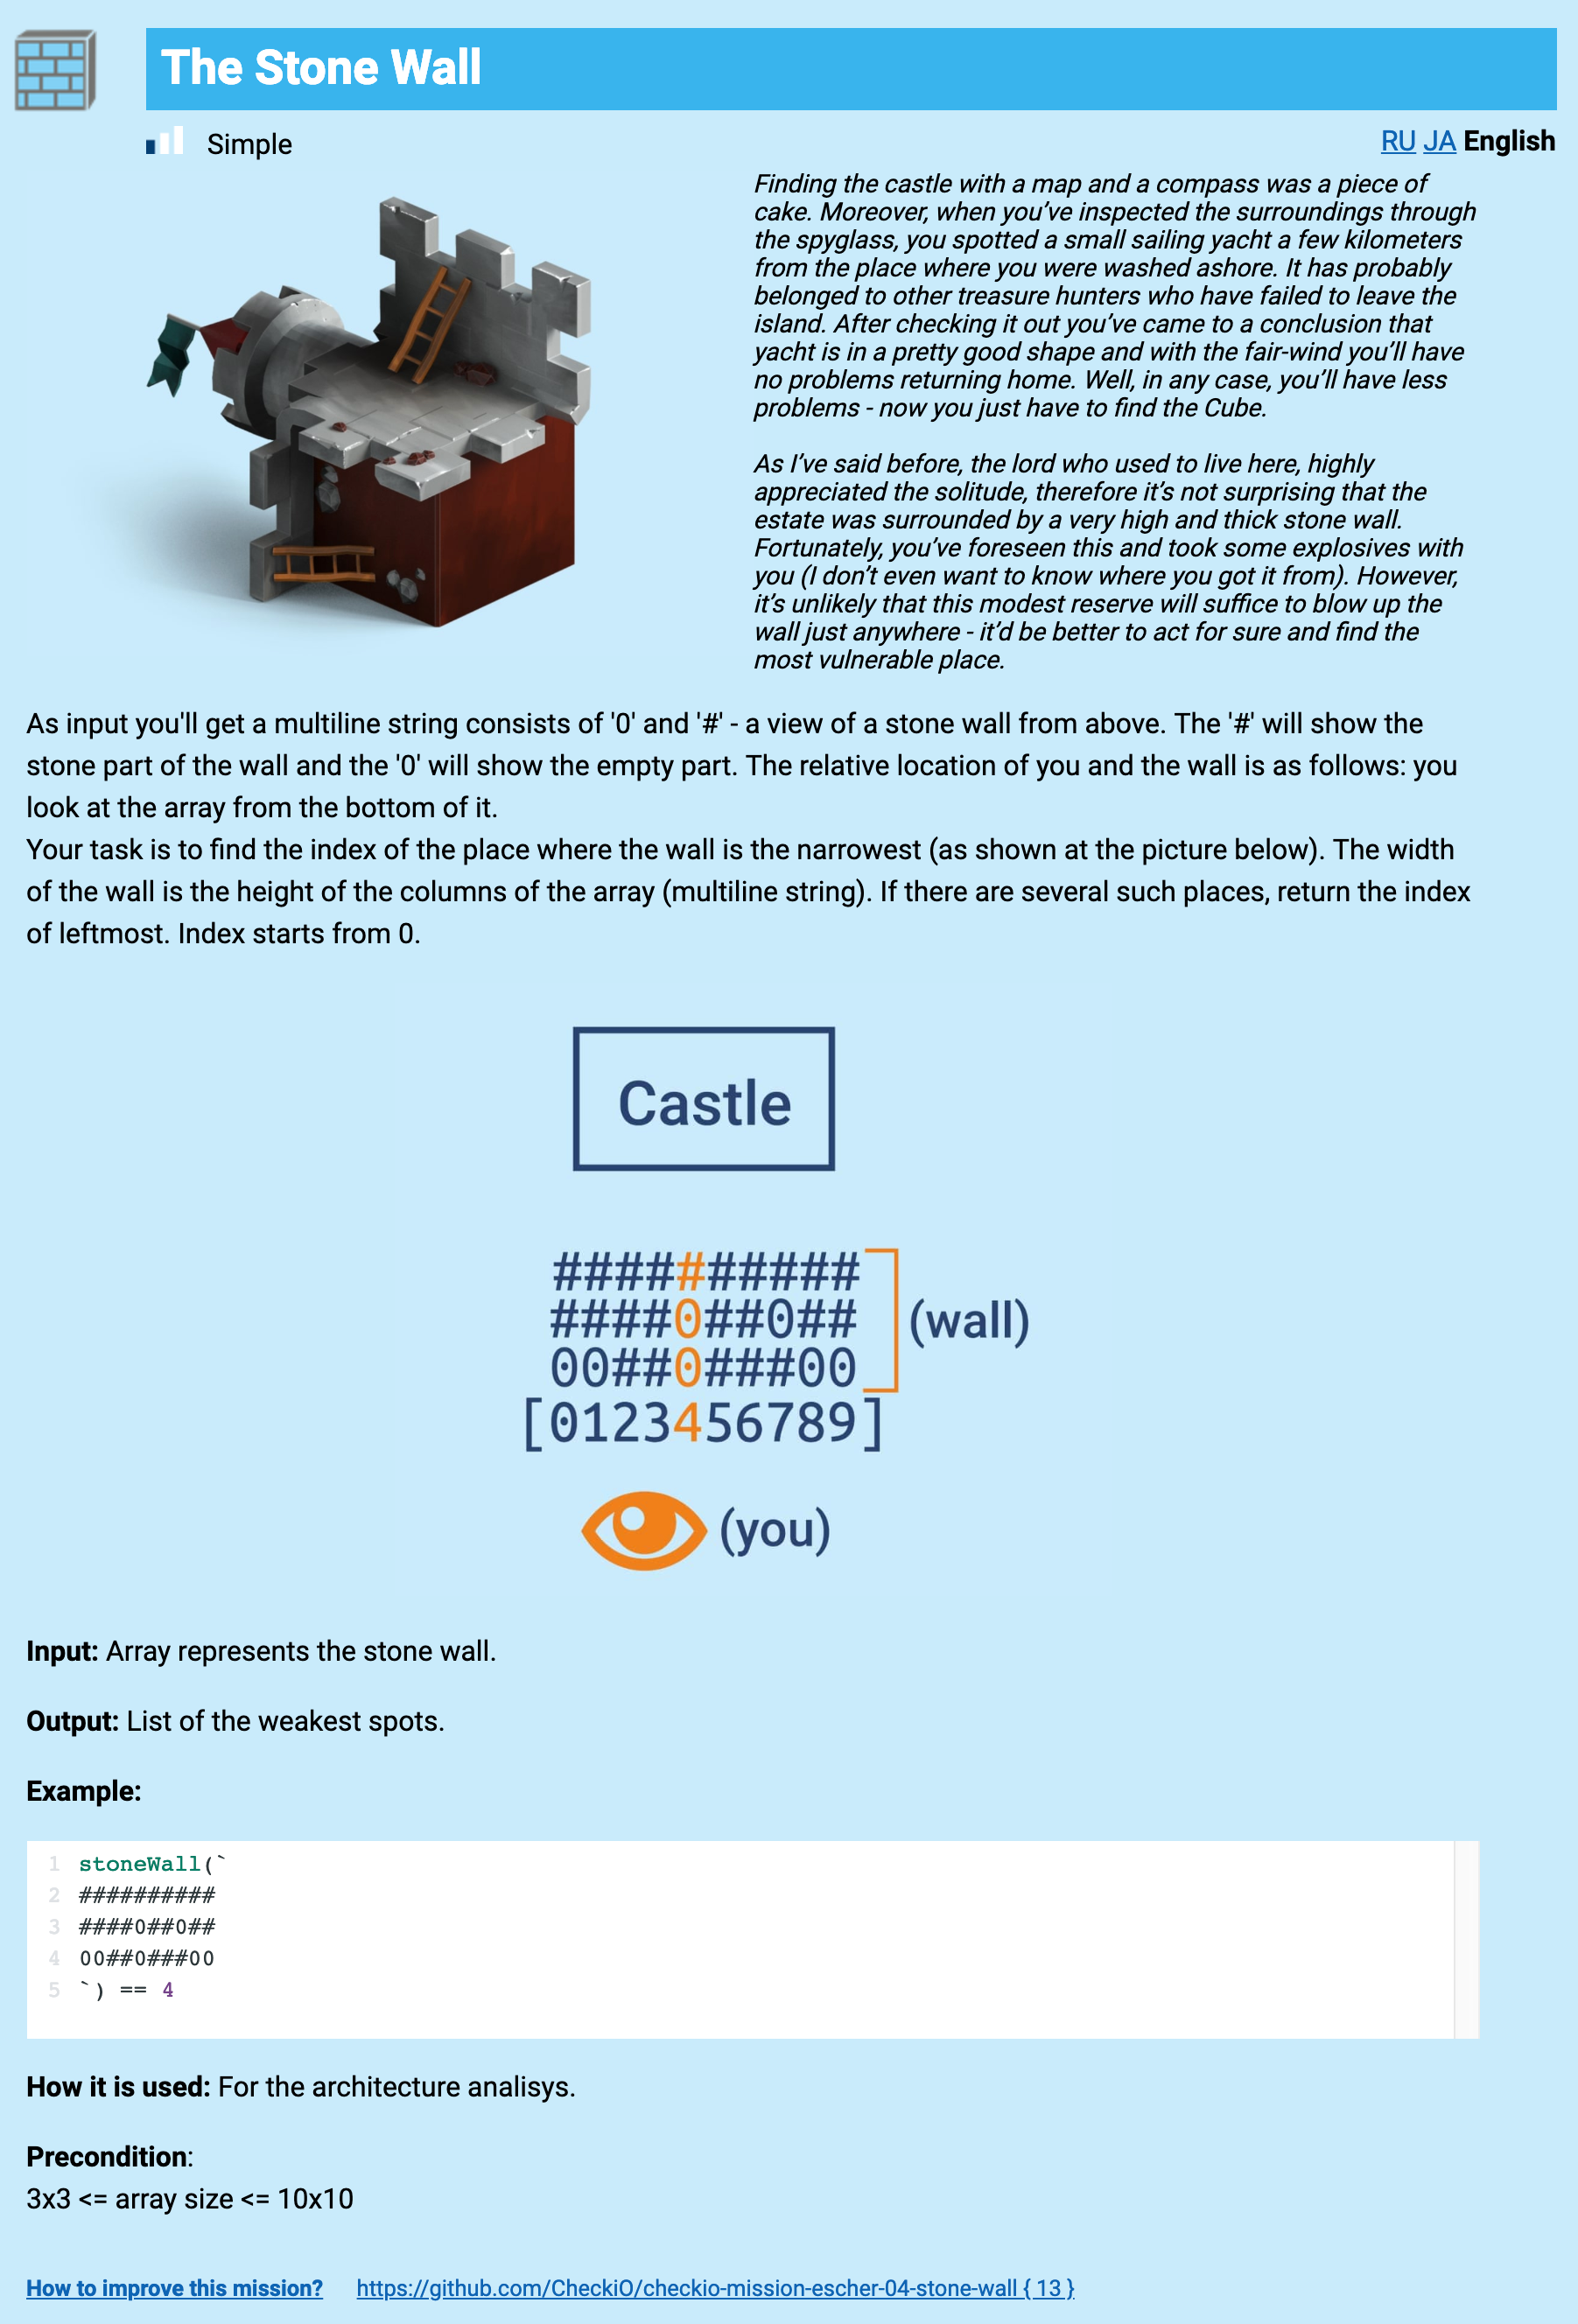 The Stone Wall
Simple
RU JA English
Finding the castle with a map and a compass was a piece of
cake. Moreover, when you’ve inspected the surroundings through
the spyglass, you spotted a small sailing yacht a few kilometers
from the place where you were washed ashore. It has probably
belonged to other treasure hunters who have failed to leave the
island. After checking it out you’ve came to a conclusion that
yacht is in a pretty good shape and with the fair-wind you’ll have
no problems returning home. Well, in any case, you’ll have less
problems - now you just have to find the Cube.
As I’ve said before, the lord who used to live here, highly
appreciated the solitude, therefore it’s not surprising that the
estate was surrounded by a very high and thick stone wall.
Fortunately, you’ve foreseen this and took some explosives with
you (I don’t even want to know where you got it from). However,
it’s unlikely that this modest reserve will suffice to blow up the
wall just anywhere - it’d be better to act for sure and find the
most vulnerable place.
As input you'll get a multiline string consists of '0' and '#' - a view of a stone wall from above. The '#' will show the
stone part of the wall and the '0' will show the empty part. The relative location of you and the wall is as follows: you
look at the array from the bottom of it.
Your task is to find the index of the place where the wall is the narrowest (as shown at the picture below). The width
of the wall is the height of the columns of the array (multiline string). If there are several such places, return the index
of leftmost. Index starts from 0.
Castle
##########
####0##0##
(wall)
00##0###00
[0123456789]
(you)
Input: Array represents the stone wall.
Output: List of the weakest spots.
Example:
1 stoneWall(`
2 ##########
3 ####0##0##
4 00##0###00
5 `) == 4
How it is used: For the architecture analisys.
Precondition:
3x3 <= array size <= 10x10
How to improve this mission? https://github.com/CheckiO/checkio-mission-escher-04-stone-wall { 13 }